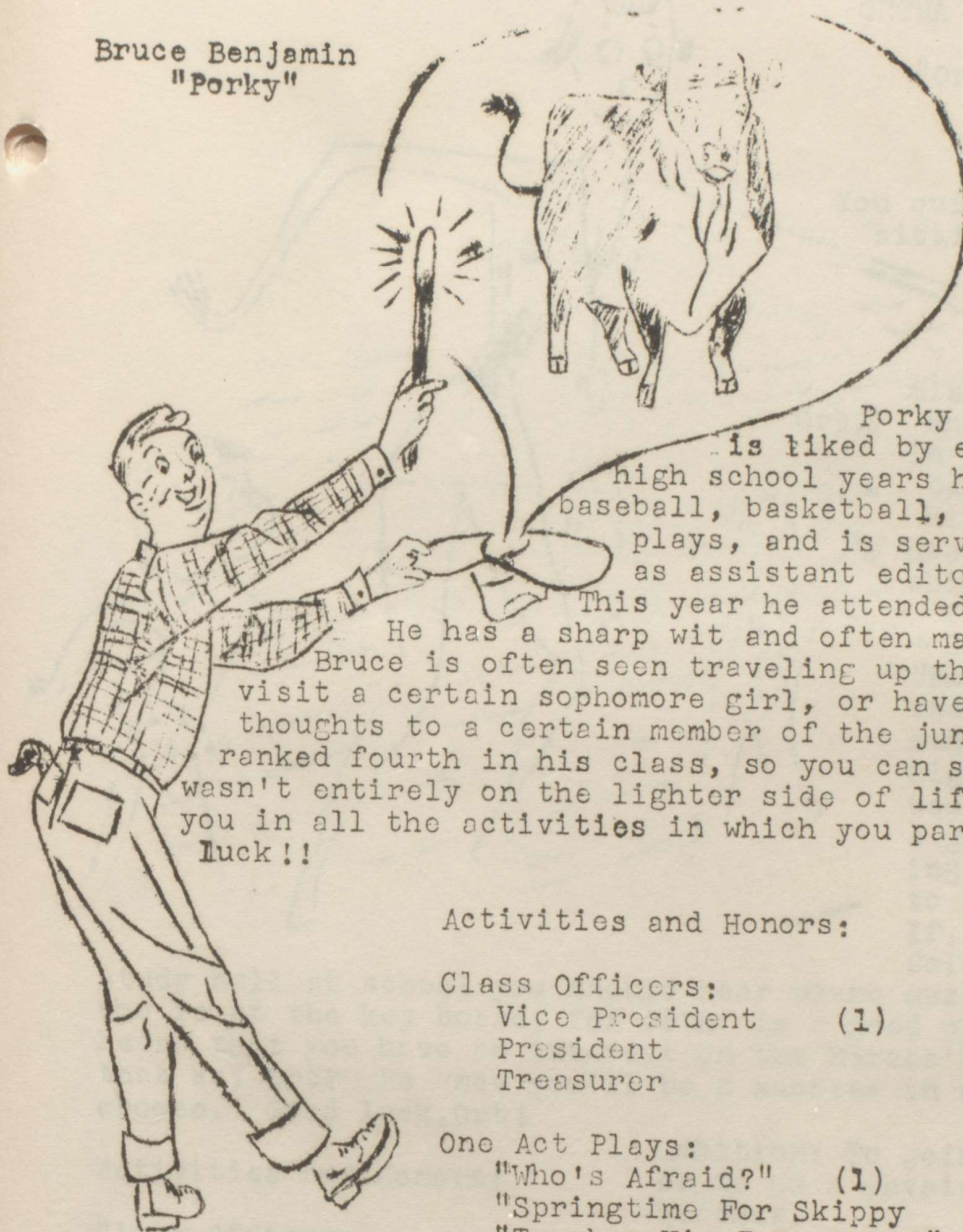 Bruce Benjamin
"Porky"
Porky
is liked by e
high school years h
baseball, basketball,
plays, and is serv
as assistant edito
This year he attended
He has a sharp wit and often ma
Bruce is often seen traveling up th
visit a certain sophomore girl, or have
thoughts to a certain member of the jun
ranked fourth in his class, so you can s
wasn't entirely on the lighter side of lif
you in all the activities in which you par
luck!!
Activities and Honors:
Class Officers:
Vice President (1)
President
Treasurer
One Act Plays:
"Who's Afraid?" (1)
"Springtime For Skippy